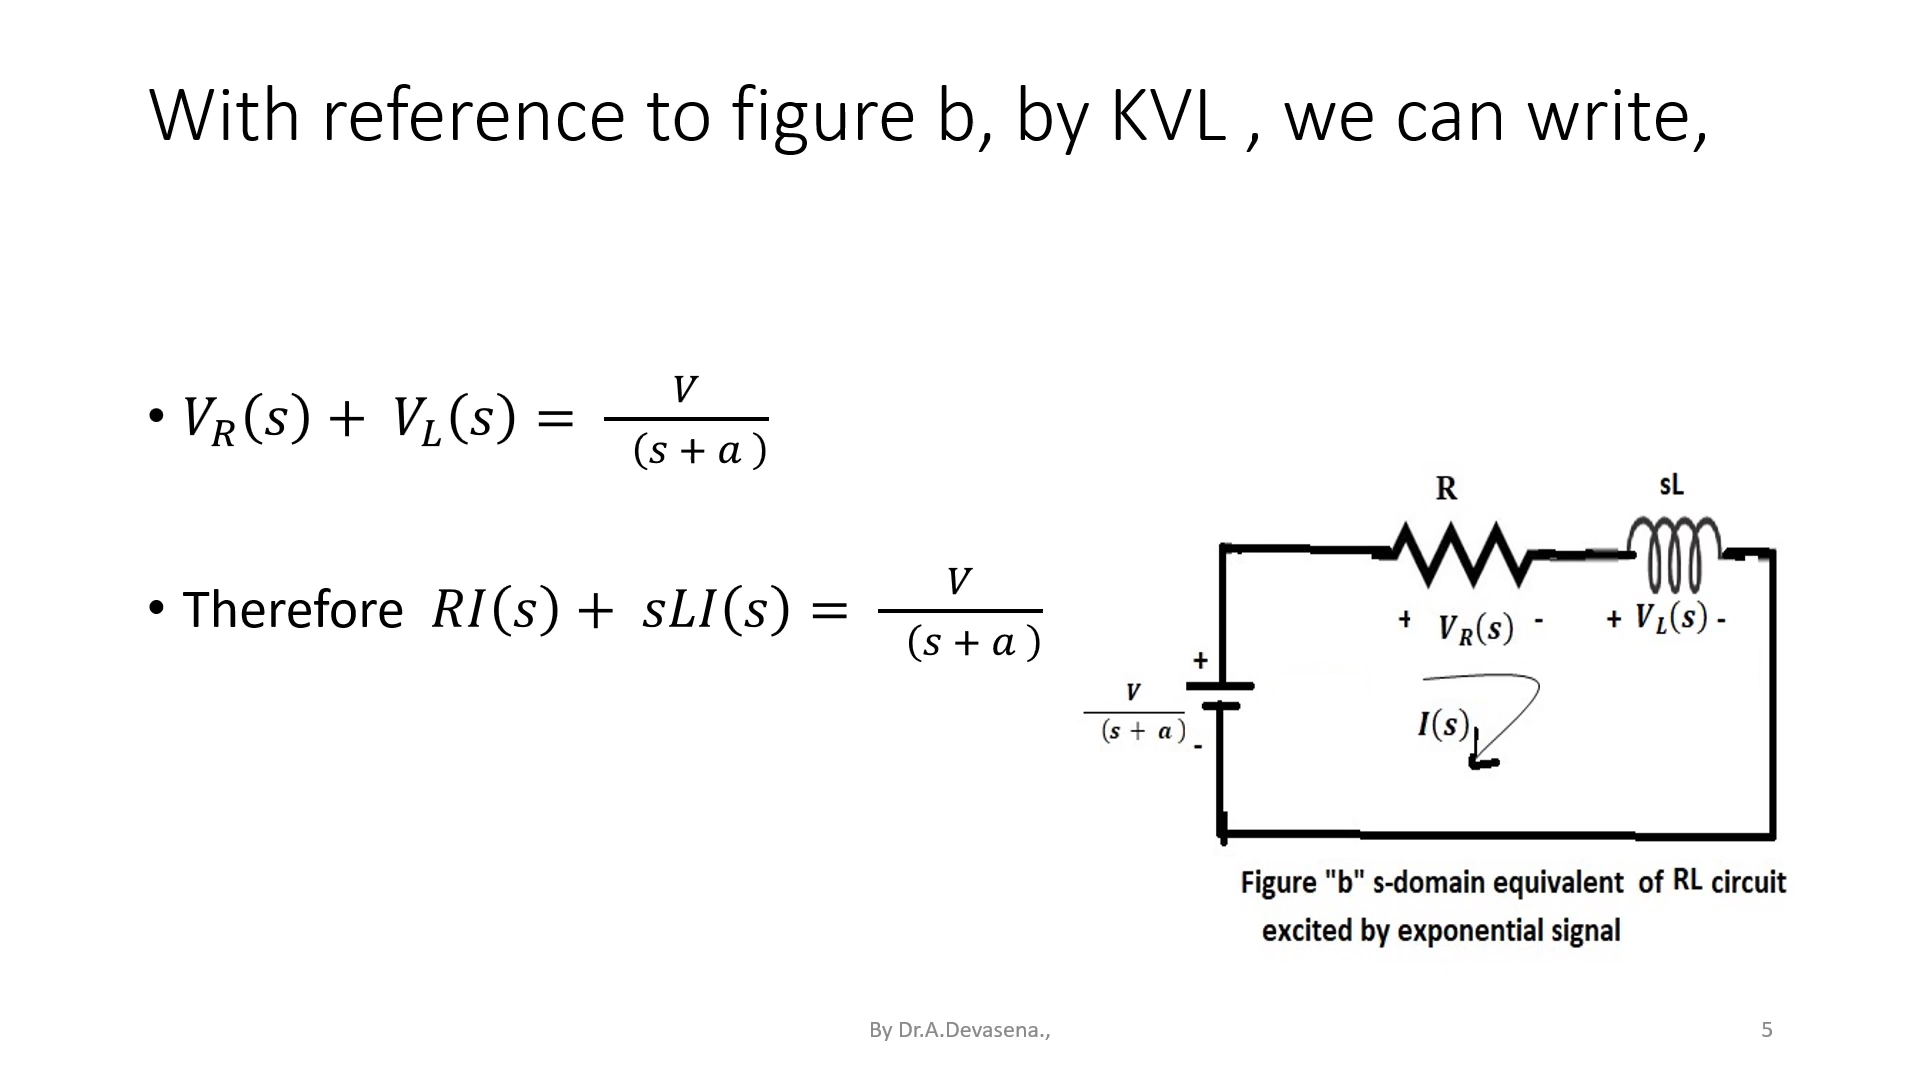 With reference to figure b, by KVL , we can write,
• V_R(s) + V_L(s) = V / (s + a )
• Therefore RI(s) + sLI(s) = V / (s + a )
R
sL
+ V_R(s) -
+ V_L(s) -
+
V / (s + a )
-
I(s)
Figure "b" s-domain equivalent of RL circuit
excited by exponential signal
By Dr.A.Devasena.,
5